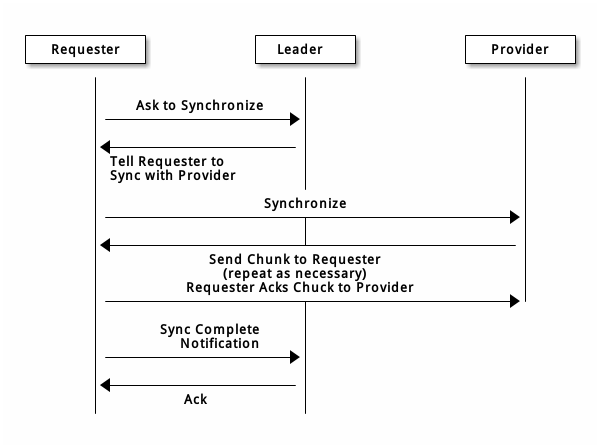 Requester
Leader
Provider
Ask to Synchronize
Tell Requester to
Sync with Provider
Synchronize
Send Chunk to Requester
(repeat as necessary)
Requester Acks Chuck to Provider
Sync Complete
Notification
Ack